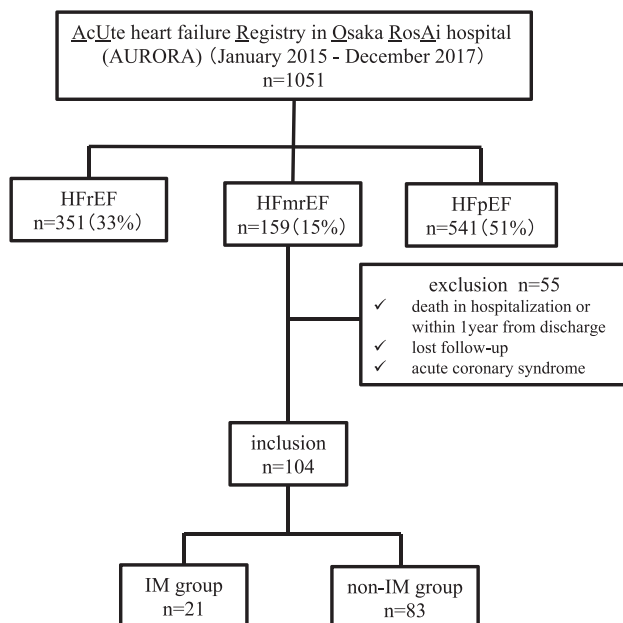 AcUte heart failure Registry in Osaka RosAi hospital
(AURORA)（January 2015 - December 2017）
n=1051
HFrEF
n=351（33%）
HFmrEF
n=159（15%）
HFpEF
n=541（51%）
exclusion n=55
✓ death in hospitalization or
within 1year from discharge
✓ lost follow-up
✓ acute coronary syndrome
inclusion
n=104
IM group
n=21
non-IM group
n=83